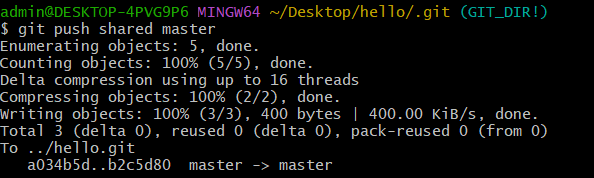 admin@DESKTOP-4PVG9P6 MINGW64 ~/Desktop/hello/.git (GIT_DIR!)
$ git push shared master
Enumerating objects: 5, done.
Counting objects: 100% (5/5), done.
Delta compression using up to 16 threads
Compressing objects: 100% (2/2), done.
Writing objects: 100% (3/3), 400 bytes | 400.00 KiB/s, done.
Total 3 (delta 0), reused 0 (delta 0), pack-reused 0 (from 0)
To ../hello.git
   a034b5d..b2c5d80  master -> master